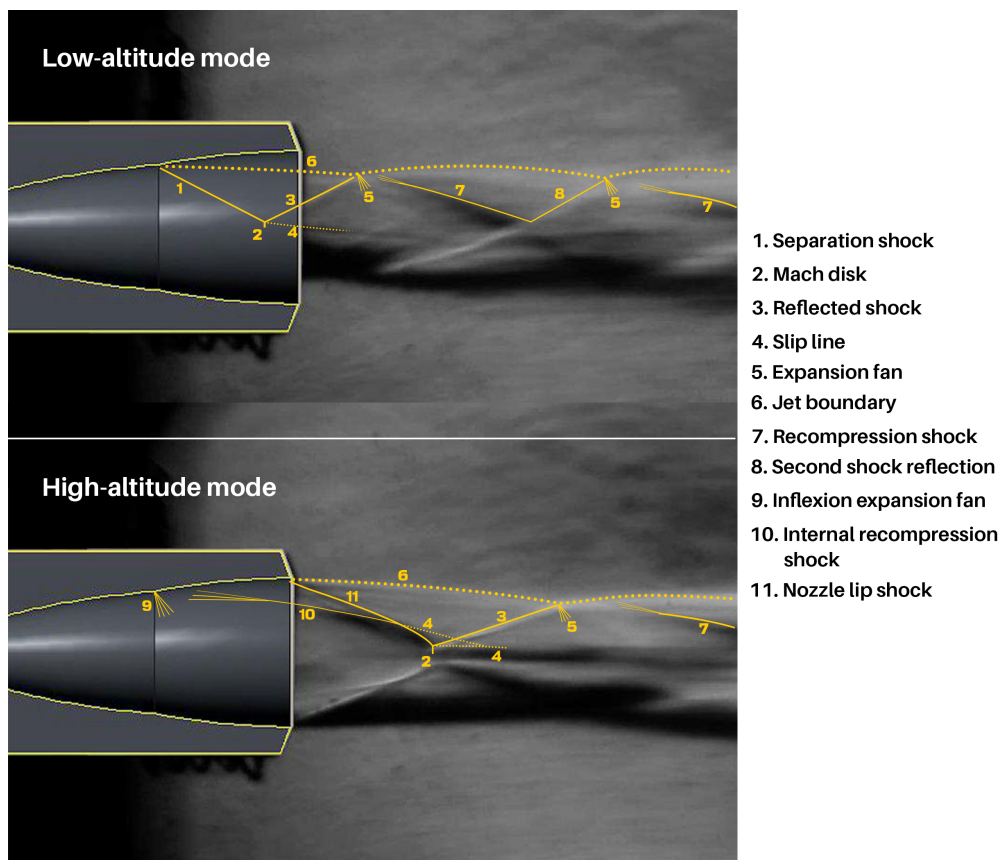 Low-altitude mode
6
1
3
5
7
8
5
7
2
4
High-altitude mode
6
9
11
10
4
3
5
7
2
4
1. Separation shock
2. Mach disk
3. Reflected shock
4. Slip line
5. Expansion fan
6. Jet boundary
7. Recompression shock
8. Second shock reflection
9. Inflexion expansion fan
10. Internal recompression
shock
11. Nozzle lip shock